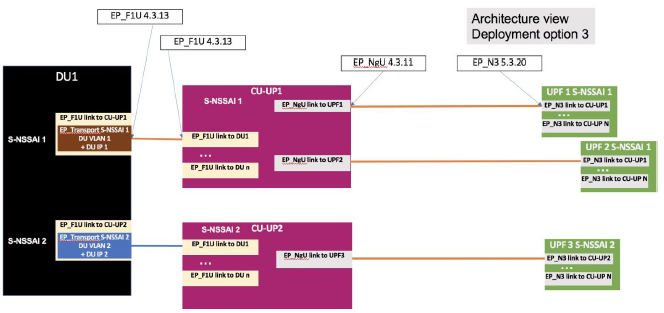 EP_F1U 4.3.13
Architecture view
Deployment option 3
EP_F1U 4.3.13
EP_NgU 4.3.11
EP_N3 5.3.20
DU1
CU-UP1
S-NSSAI 1
EP_NgU link to UPF1
UPF 1 S-NSSAI 1
EP_N3 link to CU-UP1
...
EP_N3 link to CU-UP N
S-NSSAI 1
EP_F1U link to CU-UP1
EP_Transport S-NSSAI 1
DU VLAN 1
+ DU IP 1
EP_F1U link to DU1
...
EP_F1U link to DU n
EP_NgU link to UPF2
UPF 2 S-NSSAI 1
EP_N3 link to CU-UP1
...
EP_N3 link to CU-UP N
S-NSSAI 2
EP_F1U link to CU-UP2
EP_Transport S-NSSAI 2
DU VLAN 2
+ DU IP 2
S-NSSAI 2
CU-UP2
EP_F1U link to DU1
...
EP_F1U link to DU n
EP_NgU link to UPF3
UPF 3 S-NSSAI 2
EP_N3 link to CU-UP2
...
EP_N3 link to CU-UP N